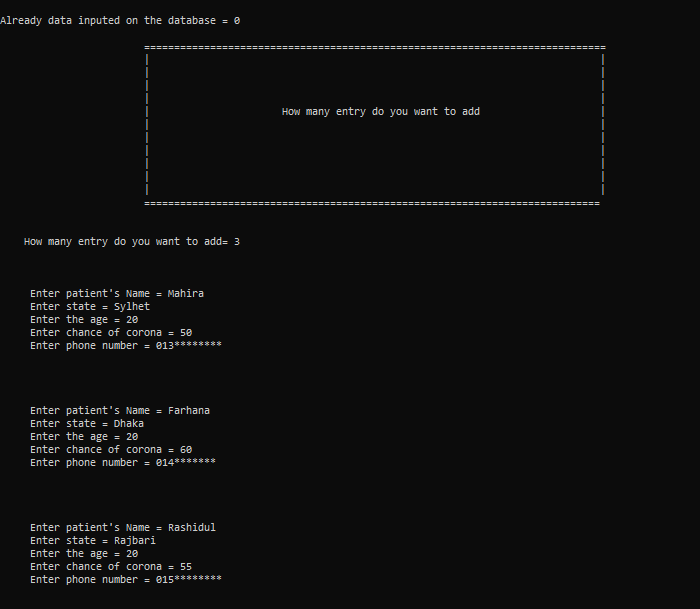 Already data inputed on the database = 0
How many entry do you want to add
How many entry do you want to add= 3
Enter patient's Name = Mahira
Enter state = Sylhet
Enter the age = 20
Enter chance of corona = 50
Enter phone number = 013********
Enter patient's Name = Farhana
Enter state = Dhaka
Enter the age = 20
Enter chance of corona = 60
Enter phone number = 014*******
Enter patient's Name = Rashidul
Enter state = Rajbari
Enter the age = 20
Enter chance of corona = 55
Enter phone number = 015********